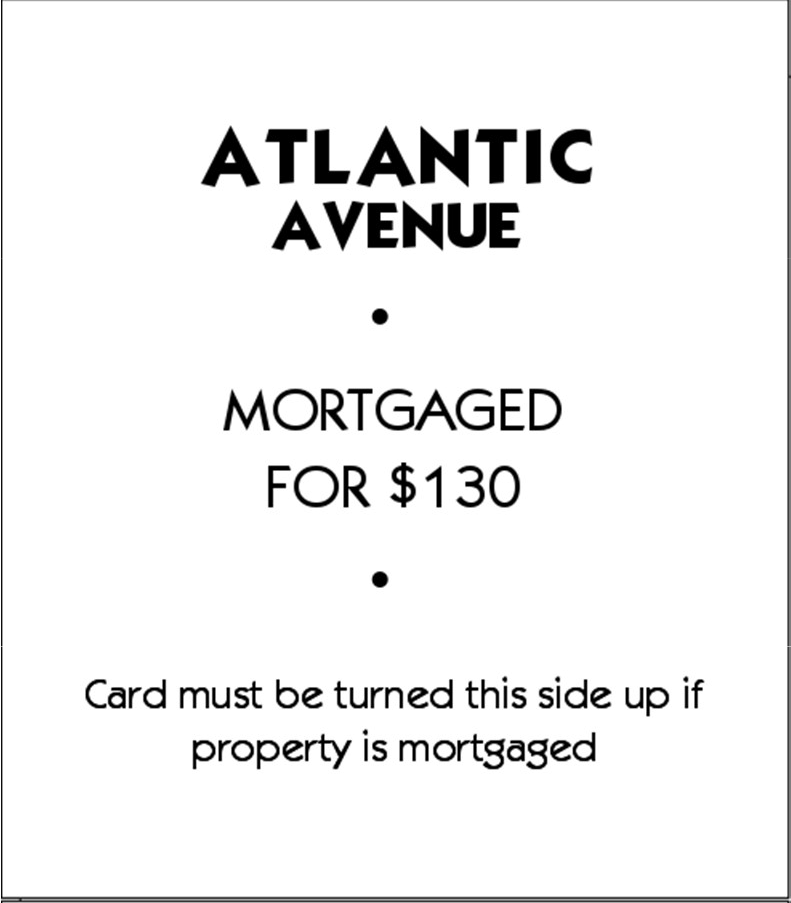 ATLANTIC
AVENUE
•
MORTGAGED
FOR $130
•
Card must be turned this side up if
property is mortgaged